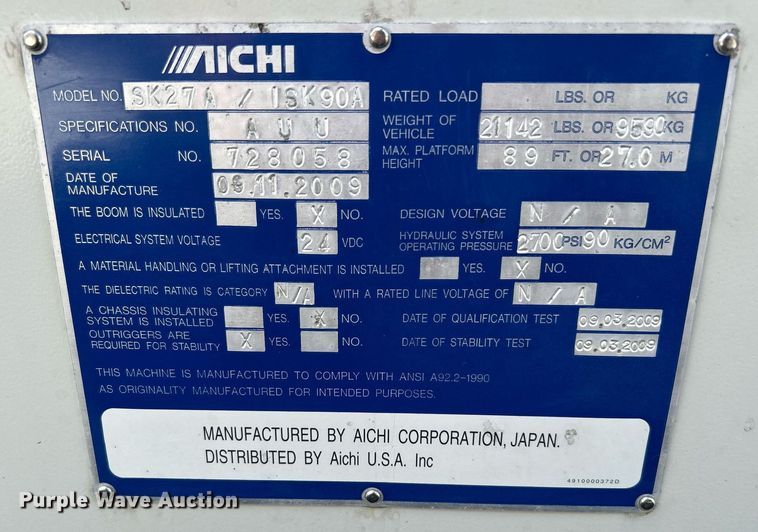 AICHI
MODEL NO. SK27A / ISK90A RATED LOAD LBS. OR KG
SPECIFICATIONS NO. AUU WEIGHT OF VEHICLE 21142 LBS. OR 9590 KG
SERIAL NO. 728058 MAX. PLATFORM HEIGHT 89 FT. OR 27.0 M
DATE OF MANUFACTURE 09.11.2009
THE BOOM IS INSULATED YES. X NO. DESIGN VOLTAGE N / A
ELECTRICAL SYSTEM VOLTAGE 24 VDC HYDRAULIC SYSTEM OPERATING PRESSURE 2700 PSI 90 KG/CM²
A MATERIAL HANDLING OR LIFTING ATTACHMENT IS INSTALLED YES. X NO.
THE DIELECTRIC RATING IS CATEGORY N/A WITH A RATED LINE VOLTAGE OF N / A
A CHASSIS INSULATING SYSTEM IS INSTALLED YES. X NO. DATE OF QUALIFICATION TEST 09.03.2009
OUTRIGGERS ARE REQUIRED FOR STABILITY X YES. NO. DATE OF STABILITY TEST 09.03.2009
THIS MACHINE IS MANUFACTURED TO COMPLY WITH ANSI A92.2-1990
AS ORIGINALITY MANUFACTURED FOR INTENDED PURPOSES.
MANUFACTURED BY AICHI CORPORATION, JAPAN.
DISTRIBUTED BY Aichi U.S.A. Inc
4910000372D
Purple Wave Auction